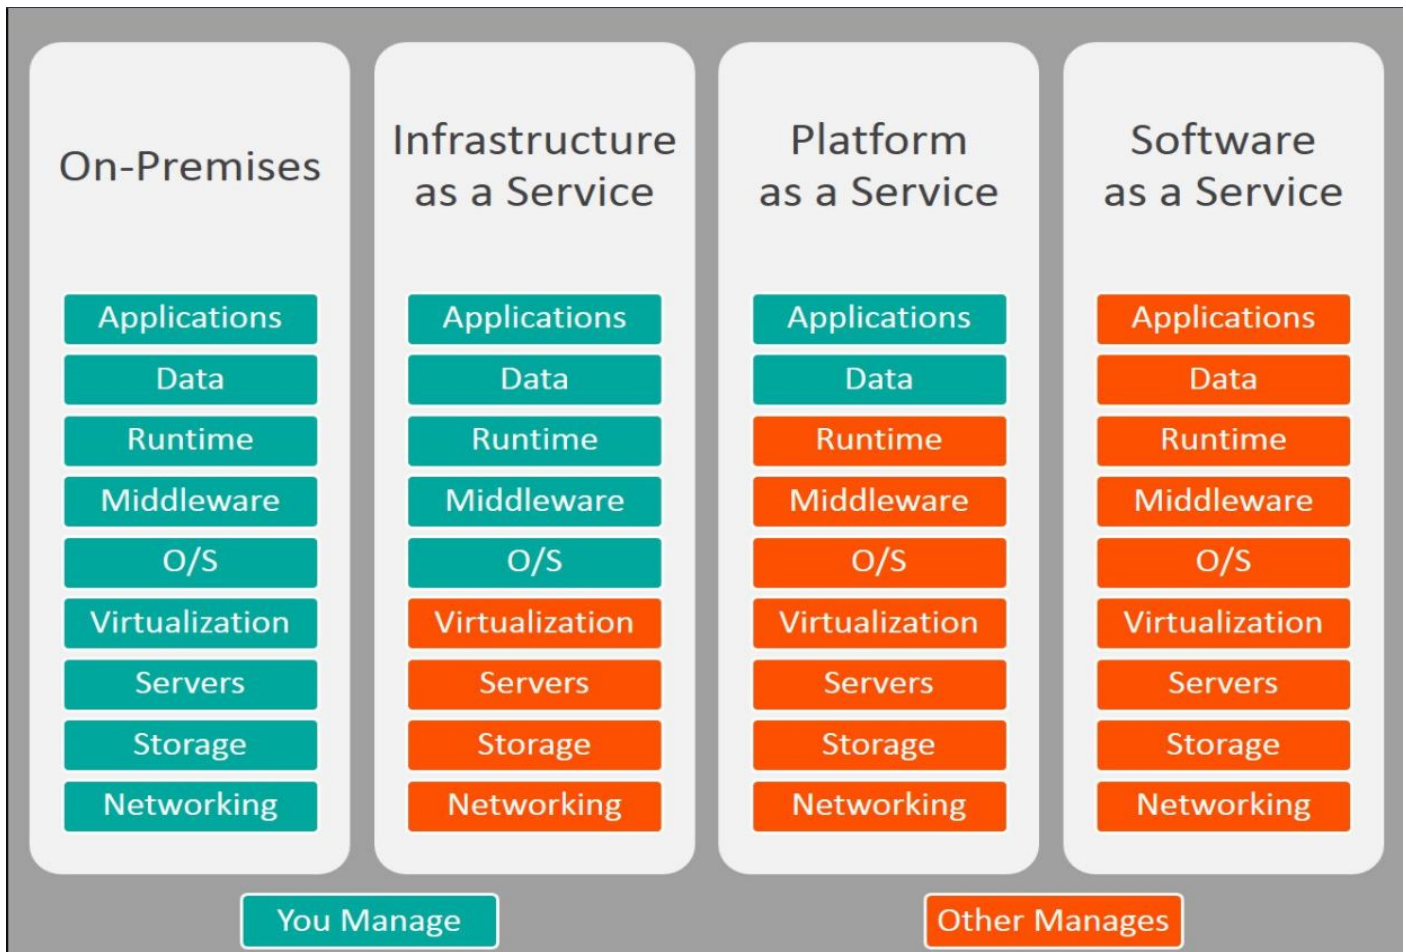 On-Premises
Applications
Data
Runtime
Middleware
O/S
Virtualization
Servers
Storage
Networking
Infrastructure
as a Service
Applications
Data
Runtime
Middleware
O/S
Virtualization
Servers
Storage
Networking
Platform
as a Service
Applications
Data
Runtime
Middleware
O/S
Virtualization
Servers
Storage
Networking
Software
as a Service
Applications
Data
Runtime
Middleware
O/S
Virtualization
Servers
Storage
Networking
You Manage
Other Manages